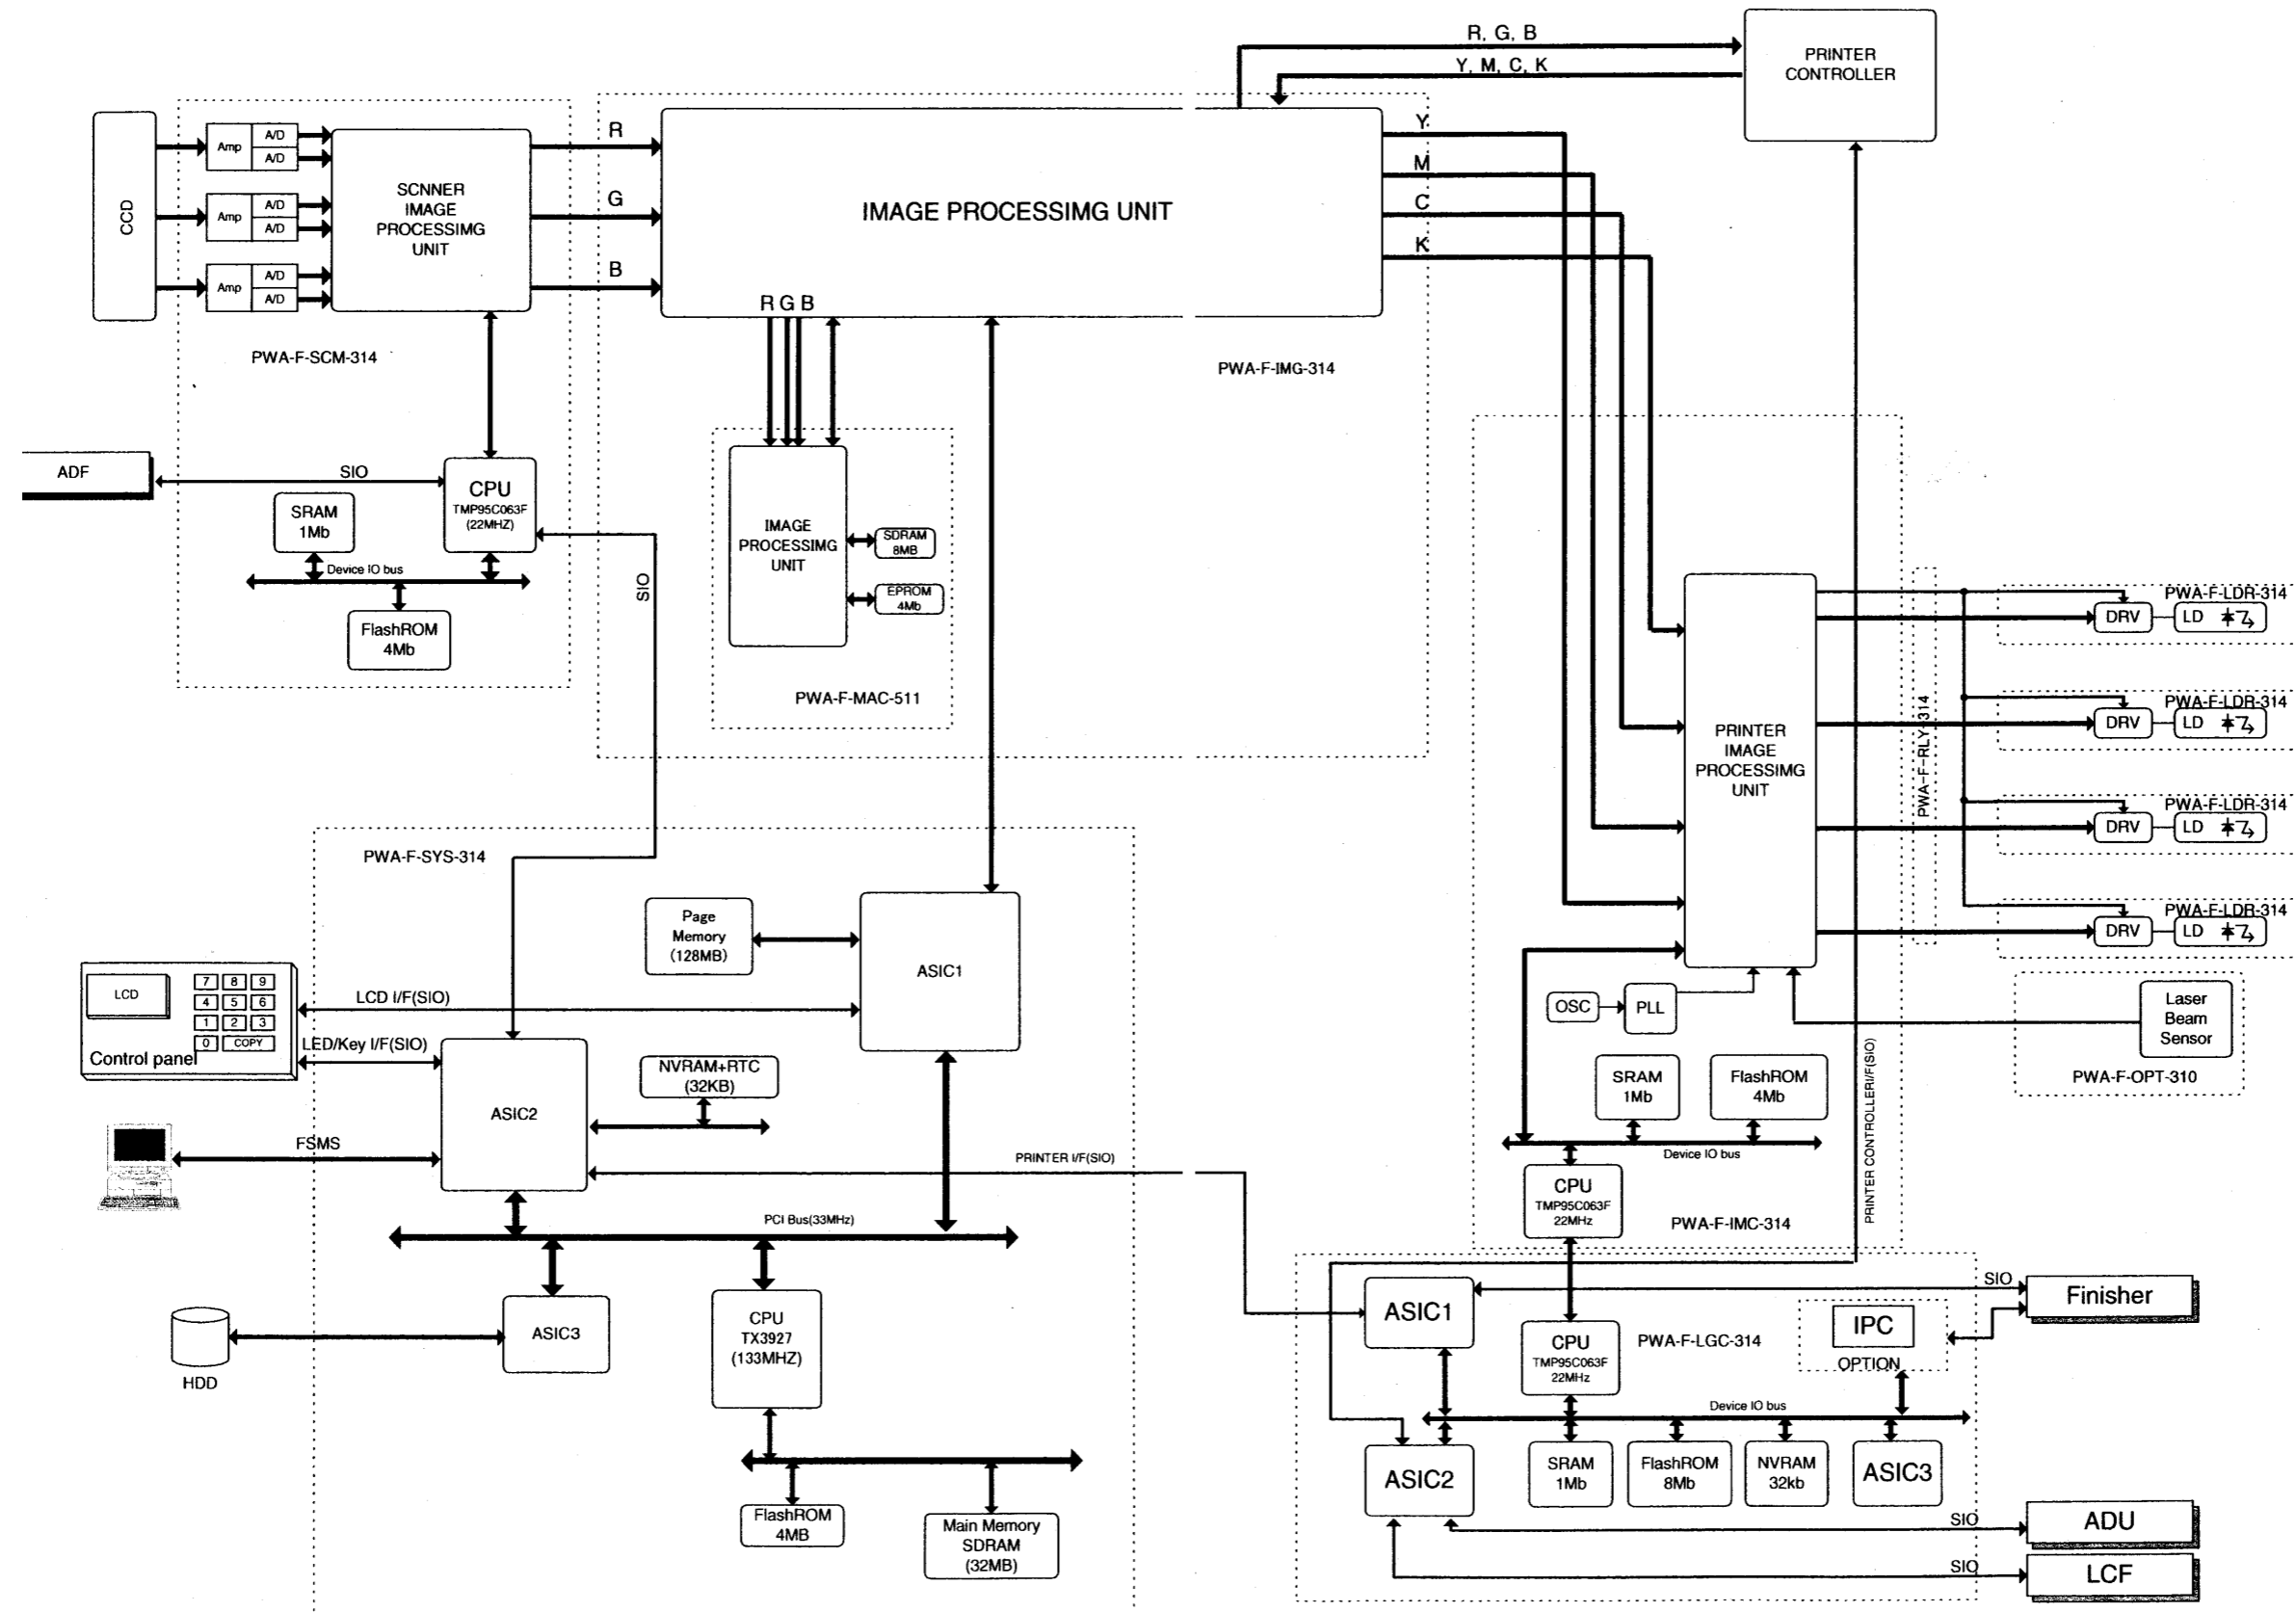 R, G, B
Y, M, C, K
PRINTER
CONTROLLER
CCD
Amp
A/D
A/D
Amp
A/D
A/D
Amp
A/D
A/D
SCNNER
IMAGE
PROCESSIMG
UNIT
R
G
B
IMAGE PROCESSIMG UNIT
Y
M
C
K
R G B
PWA-F-SCM-314
PWA-F-IMG-314
ADF
SIO
CPU
TMP95C063F
(22MHZ)
SRAM
1Mb
Device IO bus
FlashROM
4Mb
SIO
IMAGE
PROCESSIMG
UNIT
SDRAM
8MB
EPROM
4Mb
PWA-F-MAC-511
PRINTER
IMAGE
PROCESSIMG
UNIT
PWA-F-RLY-314
PWA-F-LDR-314
DRV
LD
PWA-F-LDR-314
DRV
LD
PWA-F-LDR-314
DRV
LD
PWA-F-LDR-314
DRV
LD
PWA-F-SYS-314
Page
Memory
(128MB)
ASIC1
LCD
7 8 9
4 5 6
1 2 3
0 COPY
Control panel
LCD I/F(SIO)
LED/Key I/F(SIO)
ASIC2
NVRAM+RTC
(32KB)
FSMS
PRINTER I/F(SIO)
PCI Bus(33MHz)
HDD
ASIC3
CPU
TX3927
(133MHZ)
FlashROM
4MB
Main Memory
SDRAM
(32MB)
OSC
PLL
Laser
Beam
Sensor
PWA-F-OPT-310
SRAM
1Mb
FlashROM
4Mb
Device IO bus
CPU
TMP95C063F
22MHz
PWA-F-IMC-314
PRINTER CONTROLLERI/F(SIO)
ASIC1
CPU
TMP95C063F
22MHz
PWA-F-LGC-314
IPC
OPTION
SIO
Finisher
Device IO bus
ASIC2
SRAM
1Mb
FlashROM
8Mb
NVRAM
32kb
ASIC3
SIO
ADU
SIO
LCF